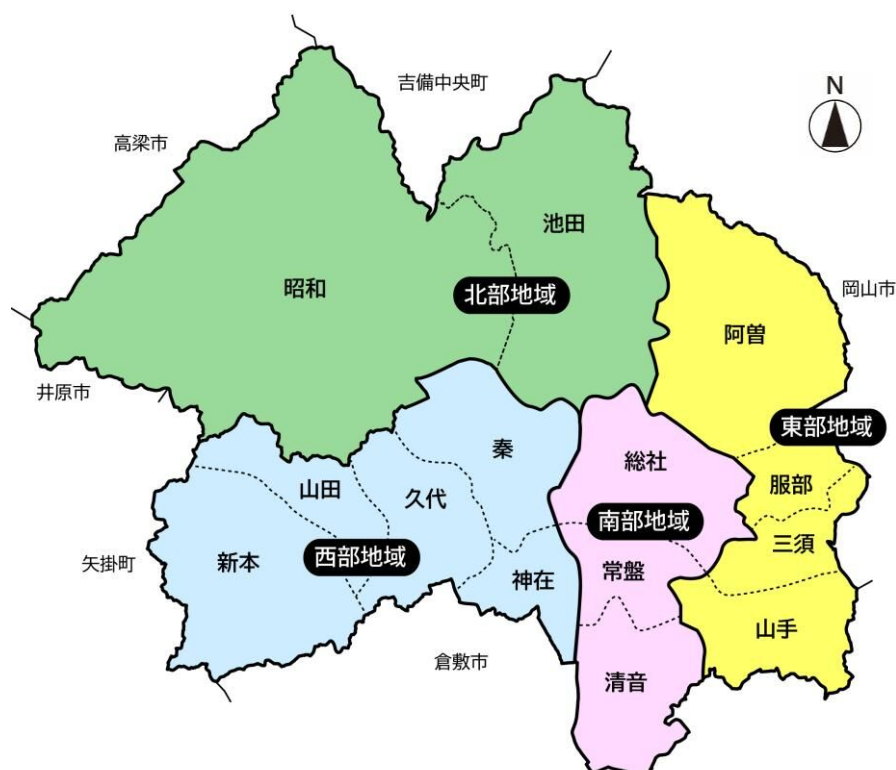 吉備中央町
N
高梁市
池田
昭和
北部地域
岡山市
阿曽
井原市
東部地域
秦
総社
山田
久代
服部
南部地域
三須
新本
西部地域
矢掛町
神在
常盤
山手
倉敷市
清音